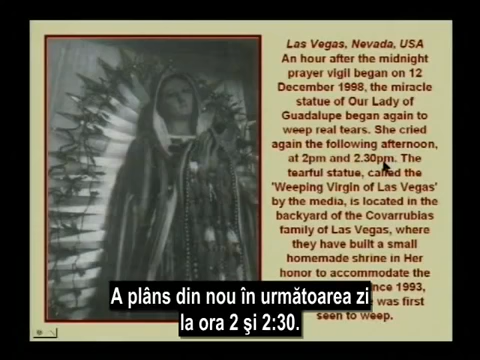 Las Vegas, Nevada, USA
An hour after the midnight
prayer vigil began on 12
December 1998, the miracle
statue of Our Lady of
Guadalupe began again to
weep real tears. She cried
again the following afternoon,
at 2pm and 2.30pm. The
tearful statue, called the
'Weeping Virgin of Las Vegas'
by the media, is located in the
backyard of the Covarrubias
family of Las Vegas, where
they have built a small
homemade shrine in Her
honor to accommodate the
1993,
was first
seen to weep.
A plâns din nou în următoarea zi
la ora 2 şi 2:30.